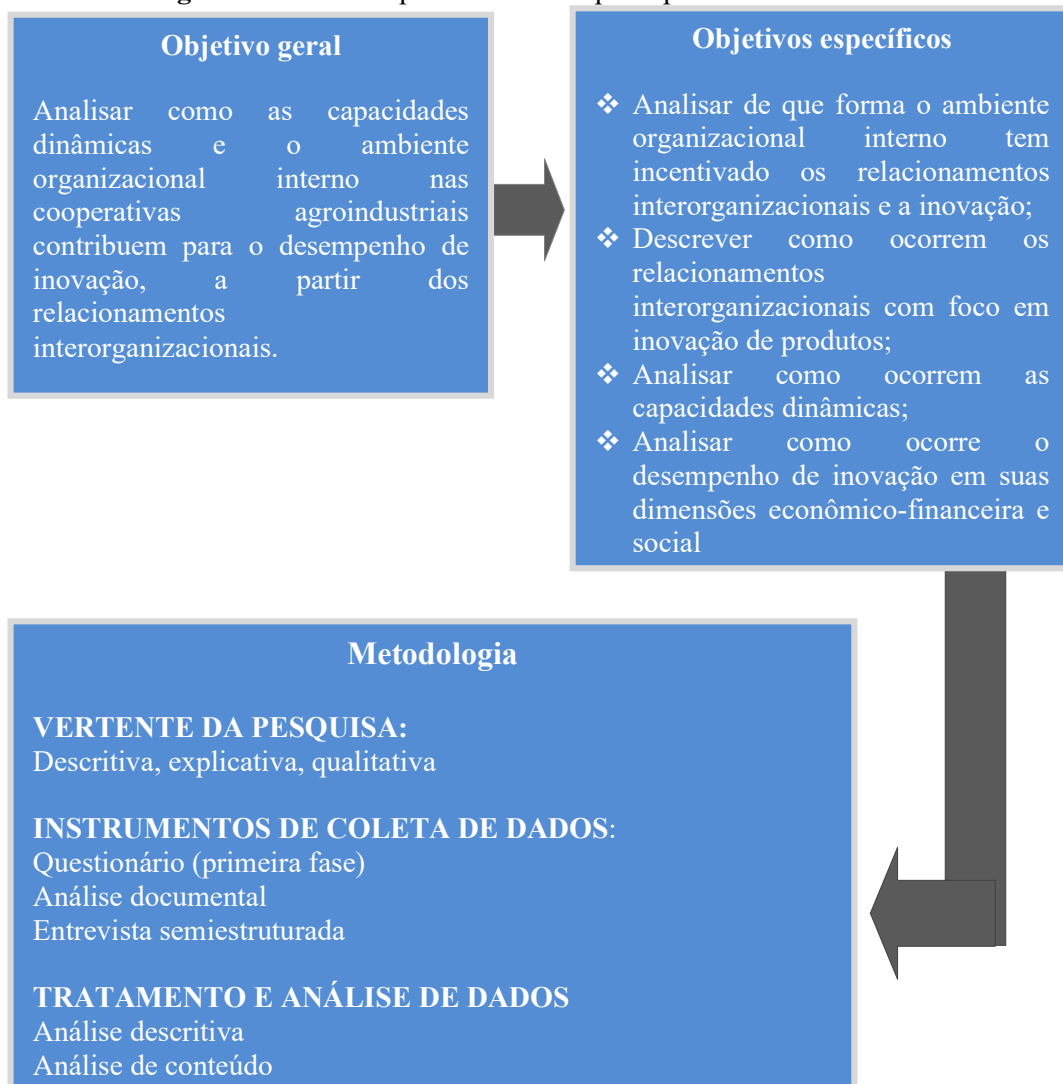 Objetivo geral
Analisar como as capacidades
dinâmicas e o ambiente
organizacional interno nas
cooperativas agroindustriais
contribuem para o desempenho de
inovação, a partir dos
relacionamentos
interorganizacionais.
Objetivos específicos
❖ Analisar de que forma o ambiente
organizacional interno tem
incentivado os relacionamentos
interorganizacionais e a inovação;
❖ Descrever como ocorrem os
relacionamentos
interorganizacionais com foco em
inovação de produtos;
❖ Analisar como ocorrem as
capacidades dinâmicas;
❖ Analisar como ocorre o
desempenho de inovação em suas
dimensões econômico-financeira e
social
Metodologia
VERTENTE DA PESQUISA:
Descritiva, explicativa, qualitativa
INSTRUMENTOS DE COLETA DE DADOS:
Questionário (primeira fase)
Análise documental
Entrevista semiestruturada
TRATAMENTO E ANÁLISE DE DADOS
Análise descritiva
Análise de conteúdo